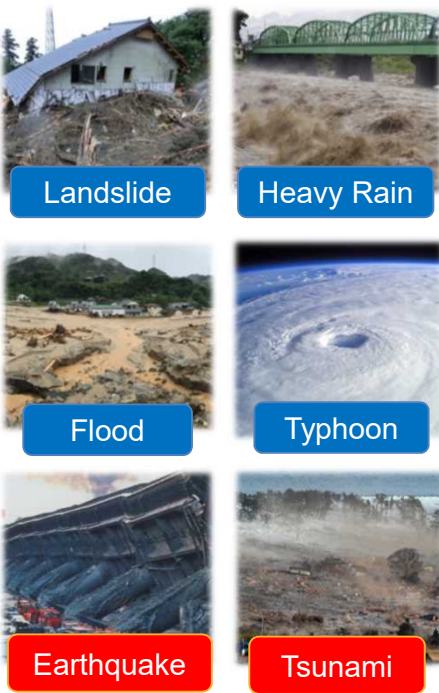 Landslide
Heavy Rain
Flood
Typhoon
Earthquake
Tsunami